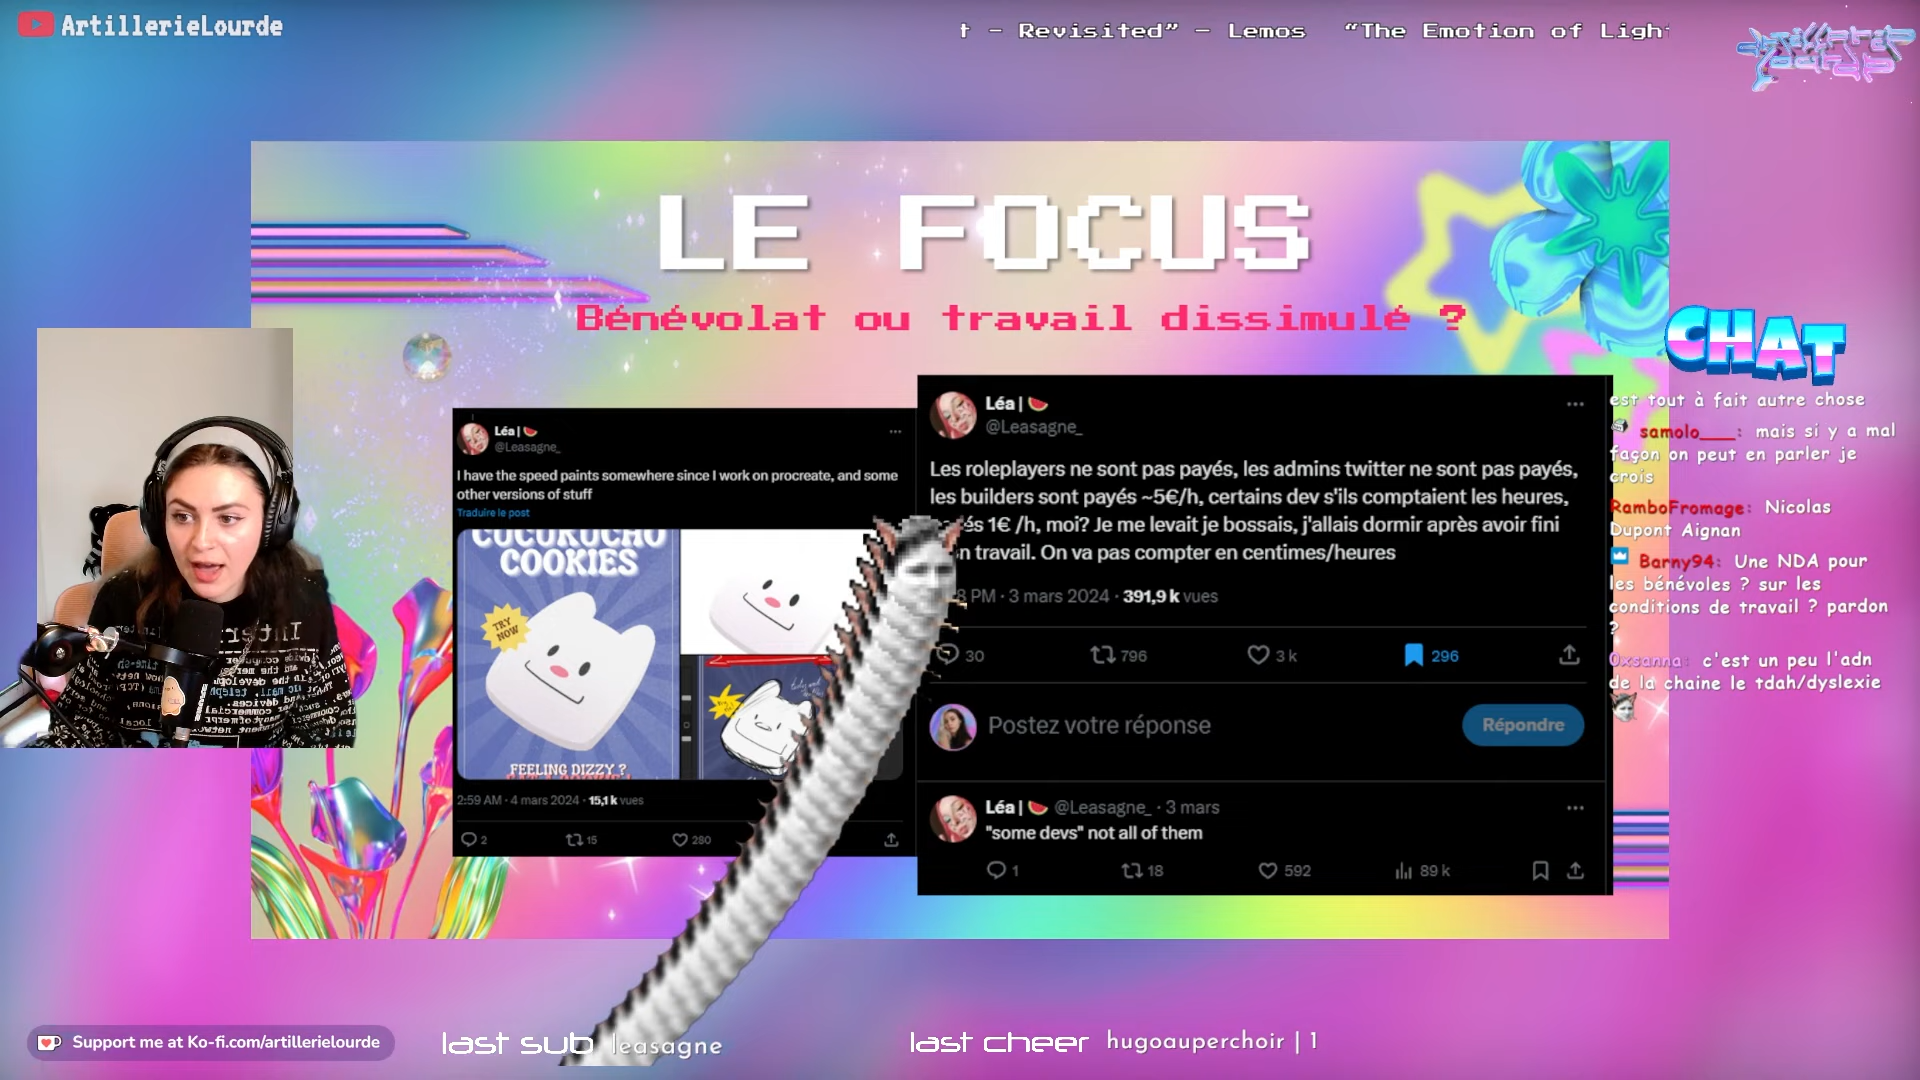 ArtillerieLourde
t - Revisited” - Lemos “The Emotion of Ligh
LE FOCUS
Bénévolat ou travail dissimulé ?
CHAT
Léa | 🍉
@Leasagne_
I have the speed paints somewhere since I work on procreate, and some
other versions of stuff
Traduire le post
CUCURUCHO
COOKIES
TRY
NOW
FEELING DIZZY ?
2:59 AM · 4 mars 2024 · 15,1 k vues
2
15
280
Léa | 🍉
@Leasagne_
Les roleplayers ne sont pas payés, les admins twitter ne sont pas payés,
les builders sont payés ~5€/h, certains dev s'ils comptaient les heures,
és 1€ /h, moi? Je me levait je bossais, j'allais dormir après avoir fini
n travail. On va pas compter en centimes/heures
8 PM · 3 mars 2024 · 391,9 k vues
30
796
3 k
296
Postez votre réponse
Répondre
Léa | 🍉 @Leasagne_ · 3 mars
"some devs" not all of them
1
18
592
89 k
est tout à fait autre chose
samolo___: mais si y a mal
façon on peut en parler je
crois
RamboFromage: Nicolas
Dupont Aignan
Barny94: Une NDA pour
les bénévoles ? sur les
conditions de travail ? pardon
?
Oxsanna: c'est un peu l'adn
de la chaine le tdah/dyslexie
Support me at Ko-fi.com/artillerielourde
last sub leasagne
last cheer hugoauperchoir | 1